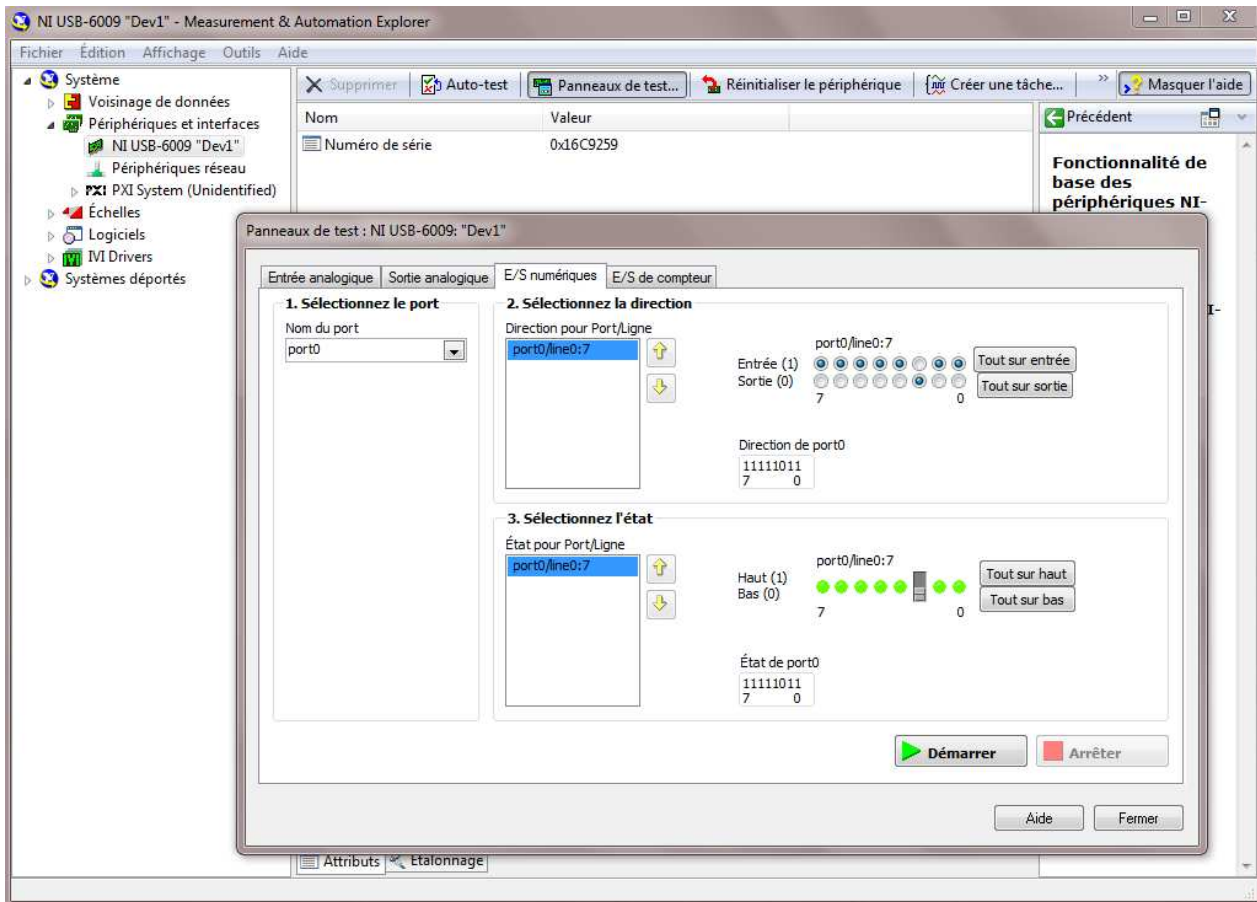 NI USB-6009 "Dev1" - Measurement & Automation Explorer
Fichier Édition Affichage Outils Aide
Système
Voisinage de données
Périphériques et interfaces
NI USB-6009 "Dev1"
Périphériques réseau
PXI PXI System (Unidentified)
Échelles
Logiciels
IVI Drivers
Systèmes déportés
Supprimer Auto-test Panneaux de test... Réinitialiser le périphérique Créer une tâche... » Masquer l'aide
Nom Valeur
Numéro de série 0x16C9259
Précédent
Fonctionnalité de
base des
périphériques NI-
I-
Panneaux de test : NI USB-6009: "Dev1"
Entrée analogique Sortie analogique E/S numériques E/S de compteur
1. Sélectionnez le port
Nom du port
port0
2. Sélectionnez la direction
Direction pour Port/Ligne
port0/line0:7
port0/line0:7
Entrée (1)
Sortie (0)
7 0
Tout sur entrée
Tout sur sortie
Direction de port0
11111011
7 0
3. Sélectionnez l'état
État pour Port/Ligne
port0/line0:7
port0/line0:7
Haut (1)
Bas (0)
7 0
Tout sur haut
Tout sur bas
État de port0
11111011
7 0
Démarrer Arrêter
Aide Fermer
Attributs Étalonnage